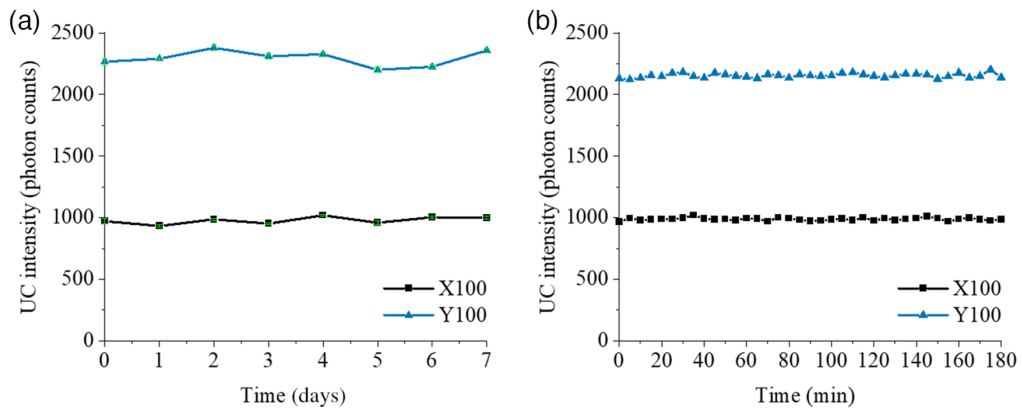 (a)
UC intensity (photon counts)
2500
2000
1500
1000
500
0
X100
Y100
0 1 2 3 4 5 6 7
Time (days)
(b)
UC intensity (photon counts)
2500
2000
1500
1000
500
0
X100
Y100
0 20 40 60 80 100 120 140 160 180
Time (min)